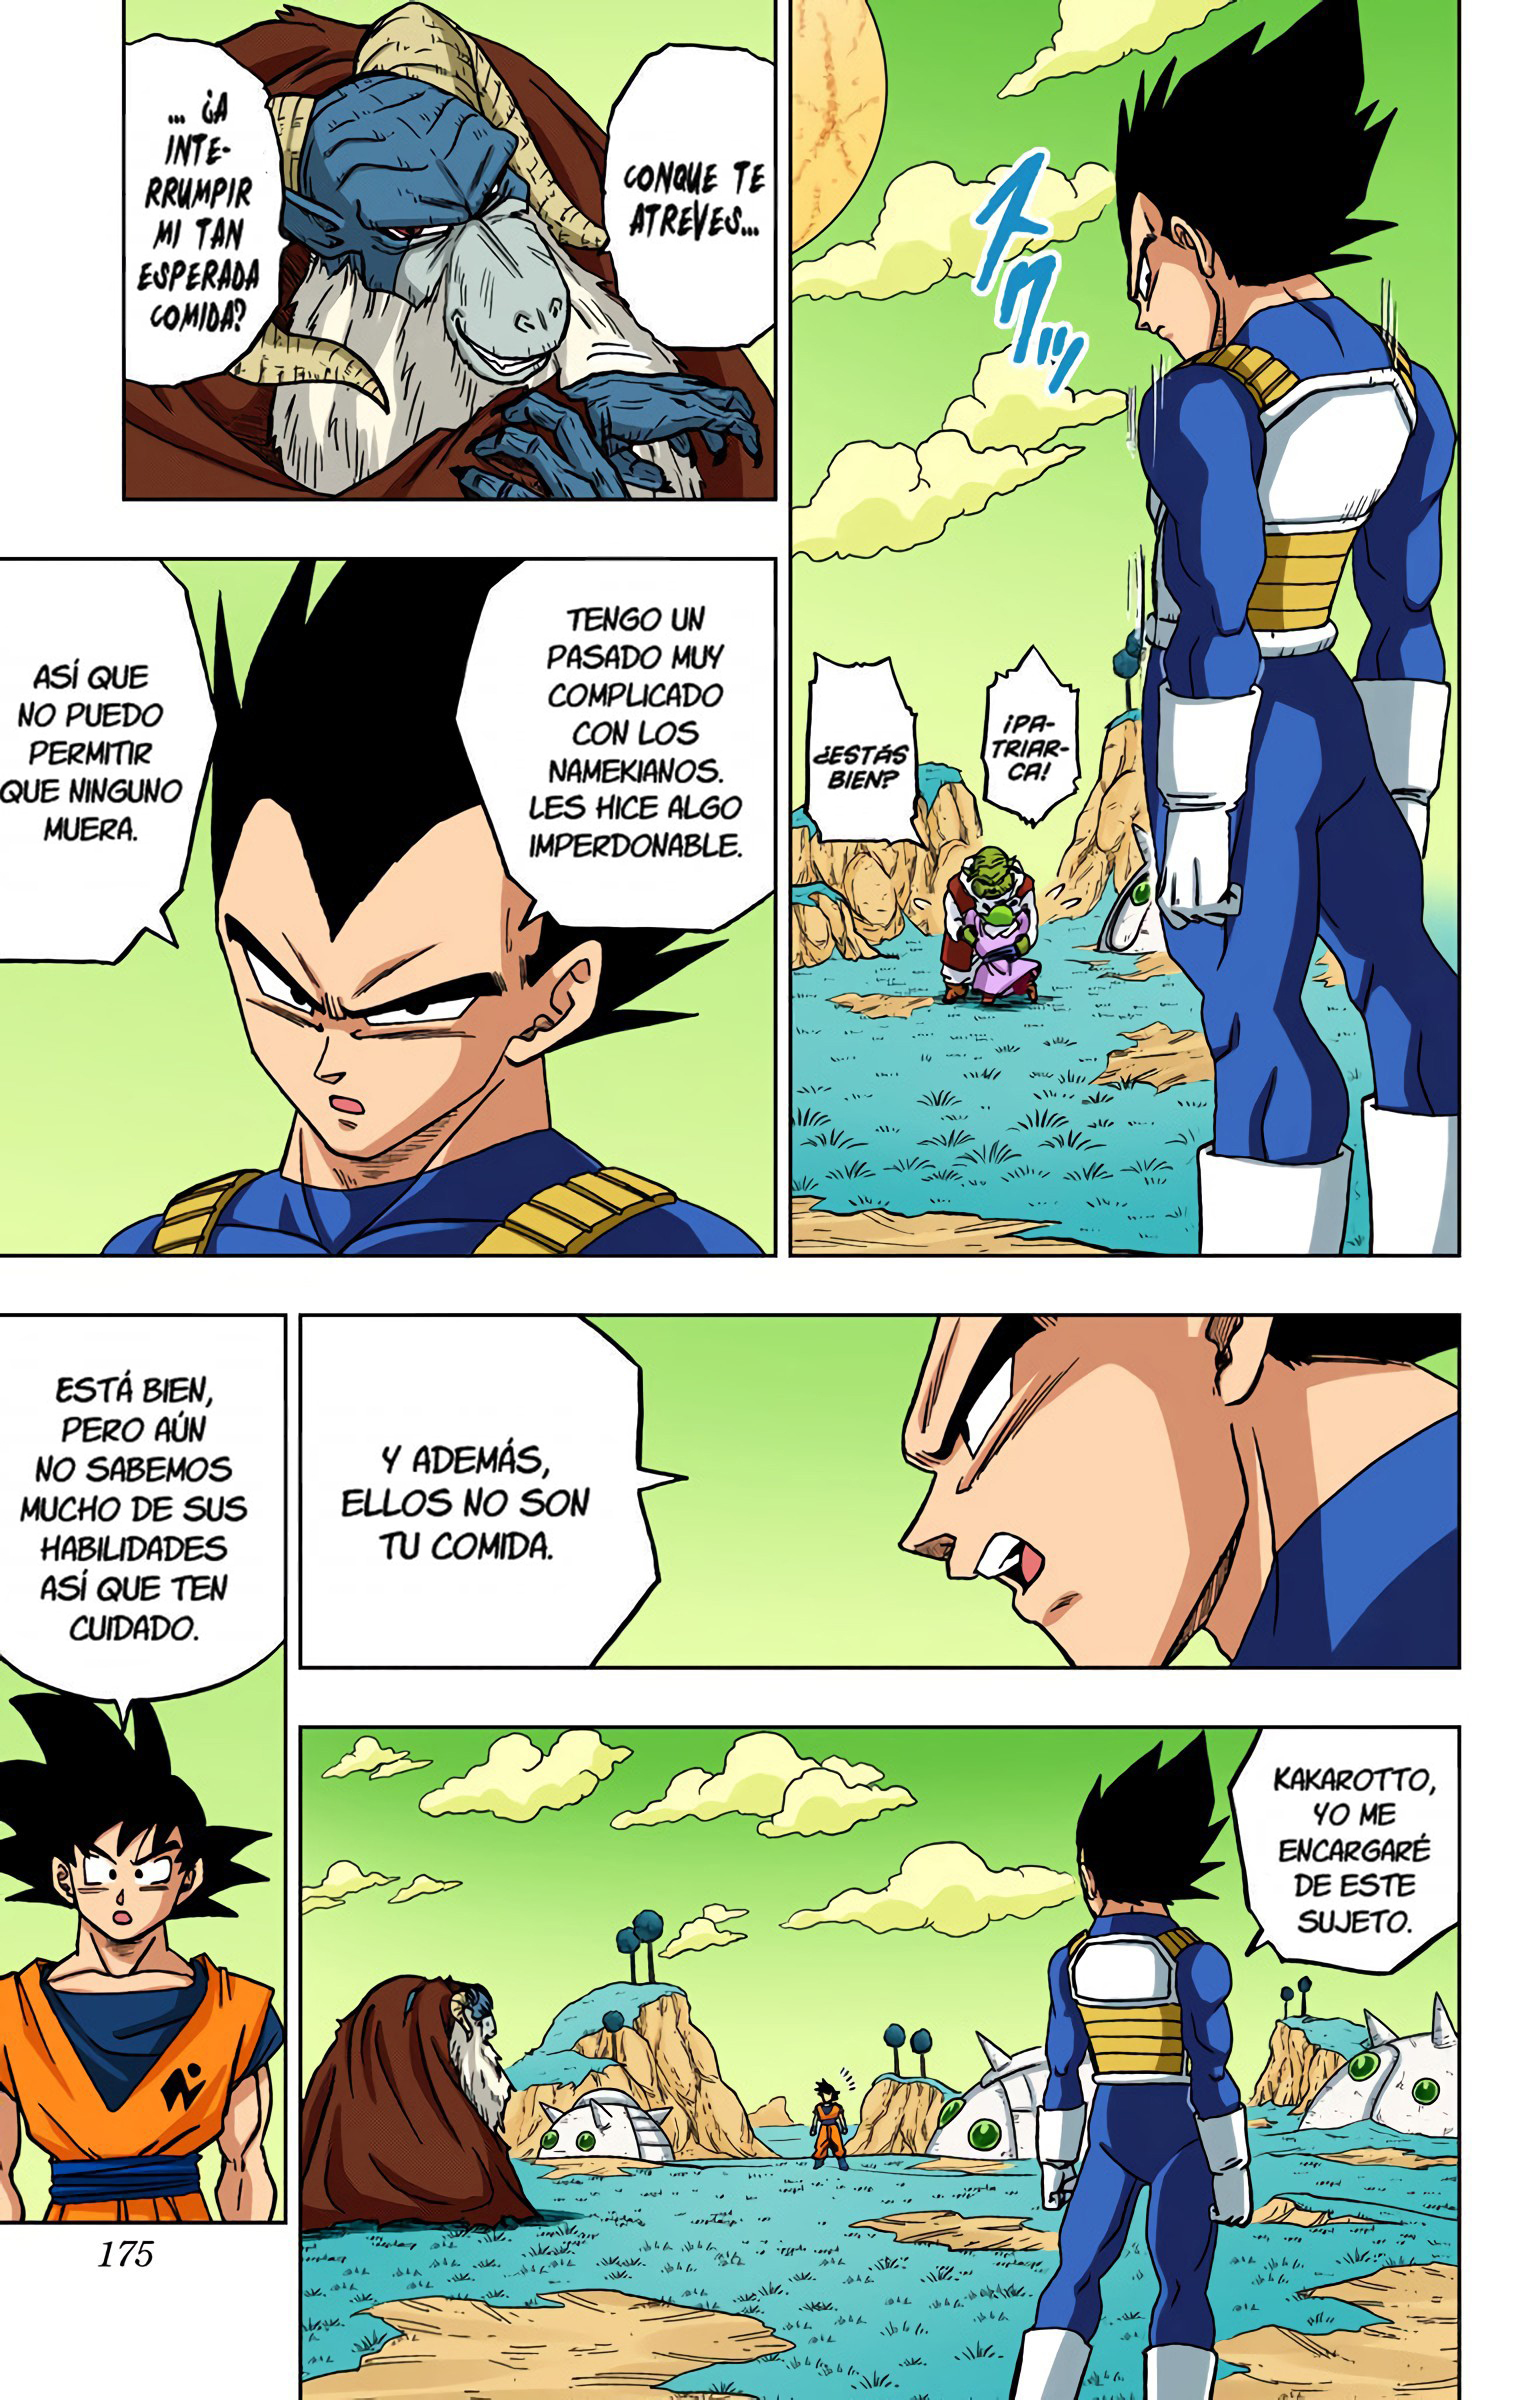 スクッ
¡PA-
TRIAR-
CA!
¿ESTÁS
BIEN?
CONQUE TE
ATREVES...
... ¿A
INTE-
RRUMPIR
MI TAN
ESPERADA
COMIDA?
TENGO UN
PASADO MUY
COMPLICADO
CON LOS
NAMEKIANOS.
LES HICE ALGO
IMPERDONABLE.
ASÍ QUE
NO PUEDO
PERMITIR
QUE NINGUNO
MUERA.
Y ADEMÁS,
ELLOS NO SON
TU COMIDA.
KAKAROTTO,
YO ME
ENCARGARÉ
DE ESTE
SUJETO.
ESTÁ BIEN,
PERO AÚN
NO SABEMOS
MUCHO DE SUS
HABILIDADES
ASÍ QUE TEN
CUIDADO.
175